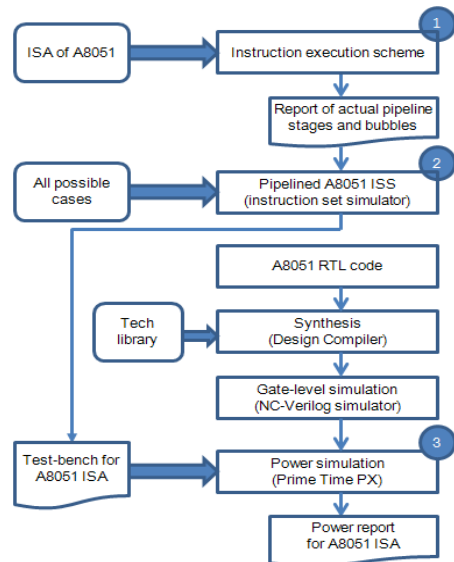 1
ISA of A8051
Instruction execution scheme
Report of actual pipeline
stages and bubbles
2
All possible
cases
Pipelined A8051 ISS
(instruction set simulator)
A8051 RTL code
Tech
library
Synthesis
(Design Compiler)
Gate-level simulation
(NC-Verilog simulator)
3
Test-bench for
A8051 ISA
Power simulation
(Prime Time PX)
Power report
for A8051 ISA